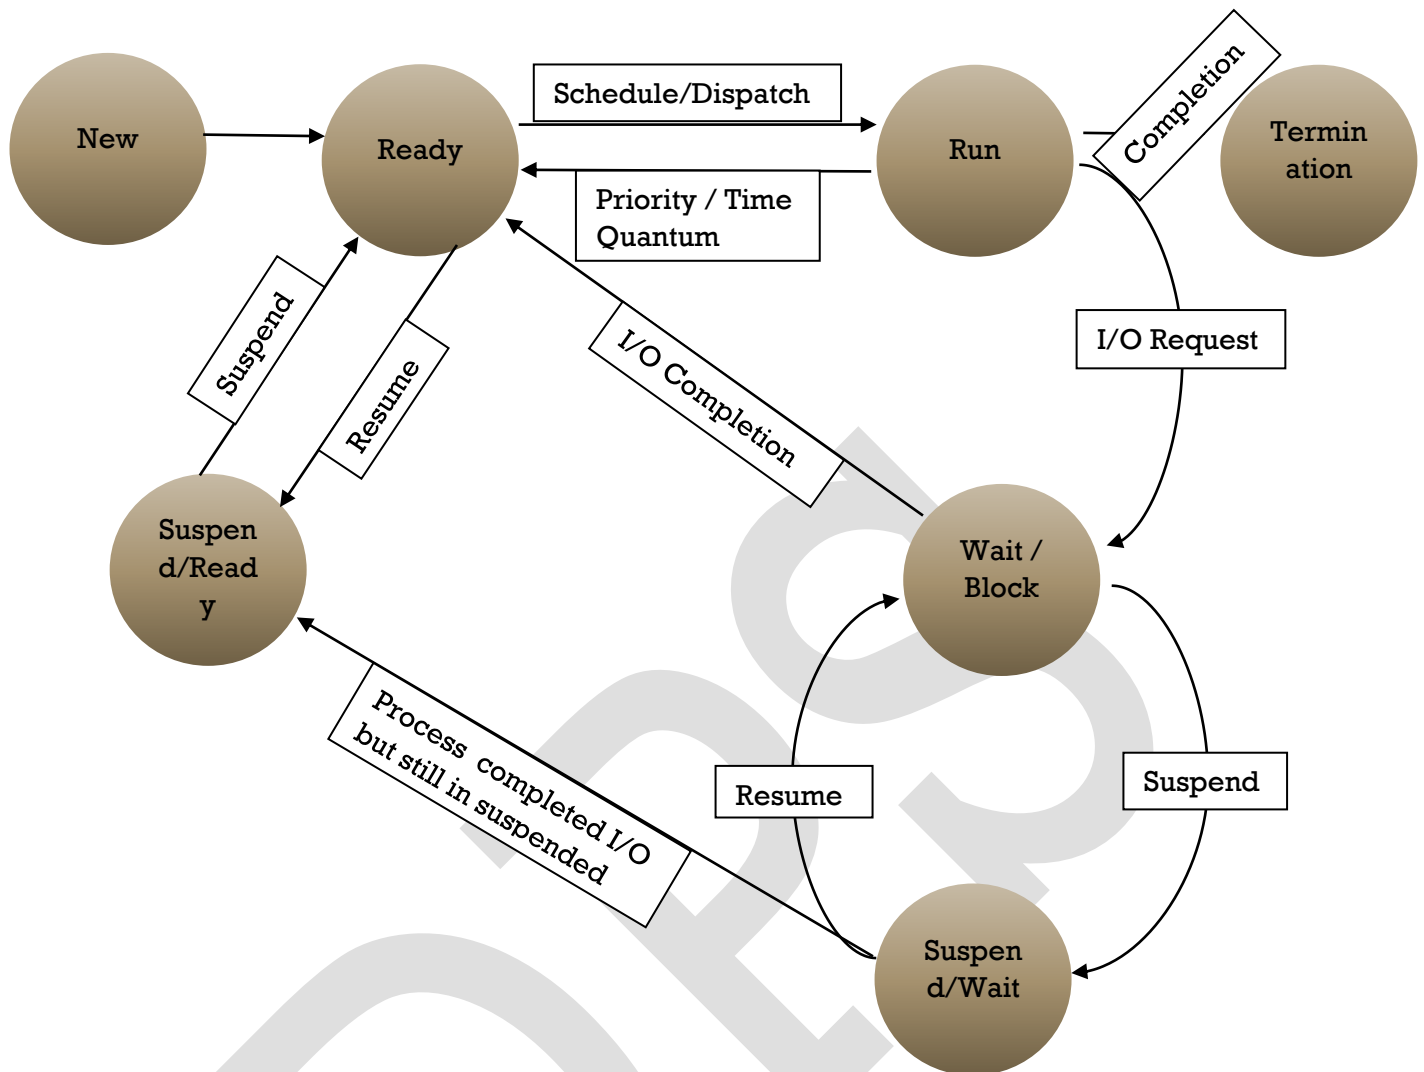 New
Ready
Schedule/Dispatch
Run
Completion
Termin
ation
Priority / Time
Quantum
Suspend
Resume
I/O Completion
I/O Request
Suspen
d/Read
y
Wait /
Block
Process completed I/O
but still in suspended
Resume
Suspend
Suspen
d/Wait